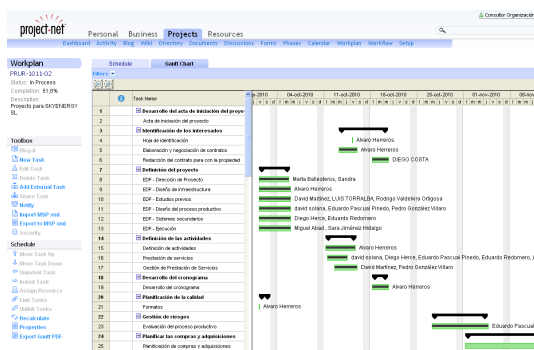 Consultor Organización
project·net
Personal Business Projects Resources
Dashboard Activity Blog Wiki Directory Documents Discussions Forms Phases Calendar Workplan Workflow Setup
Workplan
PRUR-1011-02
Status: In Process
Completion: 51,8%
Description:
Proyecto para SKYENERGY
SL.
Toolbox
Blog-it
New Task
Edit Task
Delete Task
Add External Task
Share Task
Notify
Import MSP xml
Export to MSP xml
Security
Schedule
Move Task Up
Move Task Down
Unindent Task
Indent Task
Assign Resource
Link Tasks
Unlink Tasks
Recalculate
Properties
Export Gantt PDF
Schedule Gantt Chart
Filters
Task Name
p-2010 04-oct-2010 11-oct-2010 18-oct-2010 25-oct-2010 01-nov-2010 08-nov
1 Desarrollo del acta de iniciación del proye
2 Acta de iniciación del proyecto
3 Identificación de los interesados
4 Hoja de identificación Alvaro Herreros
5 Elaboración y negociación de contratos Alvaro Herreros
6 Redacción del contrato para con la propiedad DIEGO COSTA
7 Definición del proyecto
8 EDP - Dirección de Proyecto Marta Ballesteros, Sandra
9 EDP - Diseño de infraestructura Alvaro Herreros
10 EDP - Estudios previos David Martinez, LUIS TORRALBA, Rodrigo Valdelvira Ortigosa
11 EDP - Diseño del proceso productivo david solana, Eduardo Pascual Pinedo, Pedro González Villaro
12 EDP - Sistemas secundarios Diego Herce, Eduardo Redomero
13 EDP - Ejecución Miguel Abad, Sara Jiménez Hidalgo
14 Definición de las actividades
15 Definición de actividades Alvaro Herreros
16 Prestación de servicios david solana, Diego Herce, Eduardo Pascual Pinedo, Eduardo Redomero, j
17 Gestión de Prestación de Servicios David Martinez, Pedro González Villaro
18 Desarrollo del cronograma
19 Desarrollo del cronograma Alvaro Herreros
20 Planificación de la calidad
21 Formatos Alvaro Herreros
22 Gestión de riesgos
23 Evaluación del proceso productivo Eduardo Pascual
24 Planificar las compras y adquisiciones
25 Planificación de compras y adquisiciones